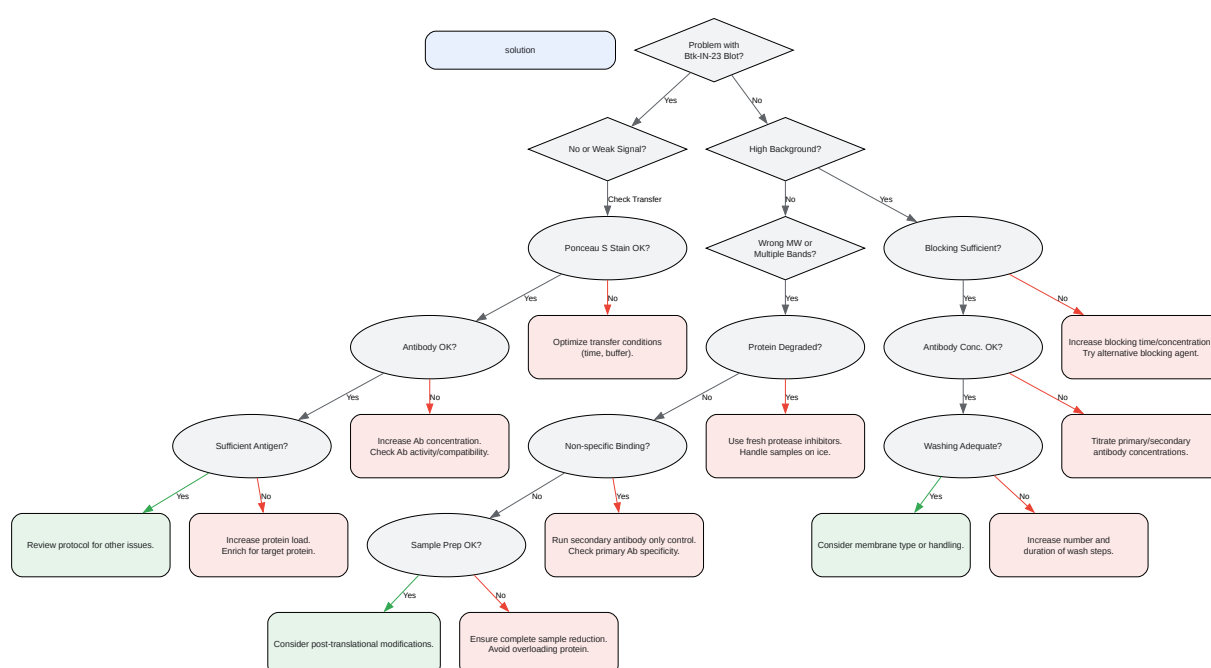 solution
Problem with
Btk-IN-23 Blot?
Yes
No
No or Weak Signal?
High Background?
Check Transfer
No
Yes
Ponceau S Stain OK?
Wrong MW or
Multiple Bands?
Blocking Sufficient?
Yes
No
Yes
Yes
No
Antibody OK?
Optimize transfer conditions
(time, buffer).
Protein Degraded?
Antibody Conc. OK?
Increase blocking time/concentration
Try alternative blocking agent.
Yes
No
No
Yes
Yes
No
Sufficient Antigen?
Increase Ab concentration.
Check Ab activity/compatibility.
Non-specific Binding?
Use fresh protease inhibitors.
Handle samples on ice.
Washing Adequate?
Titrate primary/secondary
antibody concentrations.
Yes
No
No
Yes
Yes
No
Review protocol for other issues.
Increase protein load.
Enrich for target protein.
Sample Prep OK?
Run secondary antibody only control.
Check primary Ab specificity.
Consider membrane type or handling.
Increase number and
duration of wash steps.
Yes
No
Consider post-translational modifications.
Ensure complete sample reduction.
Avoid overloading protein.